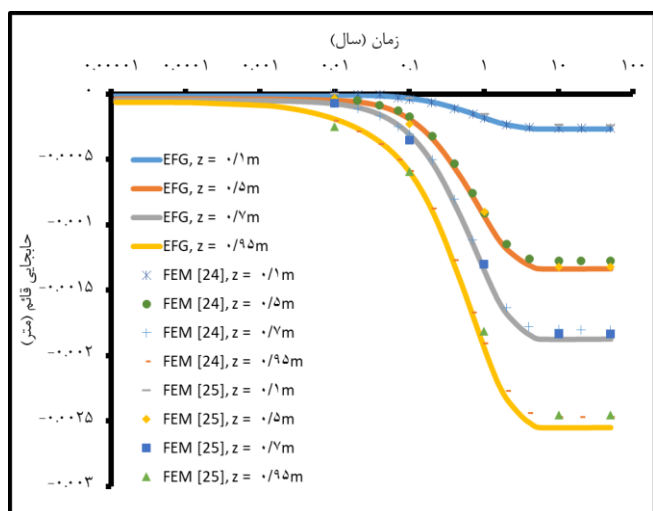 زمان (سال)
۰.۰۰۰۰۱ ۰.۰۰۰۱ ۰.۰۰۱ ۰.۰۱ ۰.۱ ۱ ۱۰ ۱۰۰
۰
-۰.۰۰۰۵
-۰.۰۰۱
-۰.۰۰۱۵
-۰.۰۰۲
-۰.۰۰۲۵
-۰.۰۰۳
جابجایی قائم (متر)
EFG, z = ۰/۱m
EFG, z = ۰/۵m
EFG, z = ۰/۷m
EFG, z = ۰/۹۵m
FEM [24], z = ۰/۱m
FEM [24], z = ۰/۵m
FEM [24], z = ۰/۷m
FEM [24], z = ۰/۹۵m
FEM [25], z = ۰/۱m
FEM [25], z = ۰/۵m
FEM [25], z = ۰/۷m
FEM [25], z = ۰/۹۵m